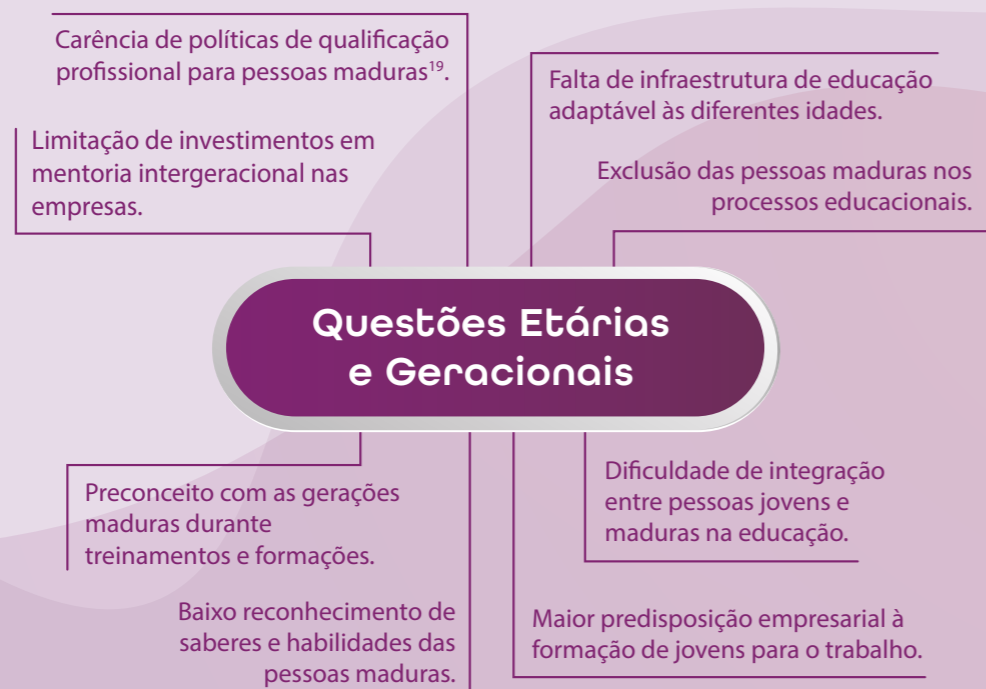 Carência de políticas de qualificação
profissional para pessoas maduras¹⁹.
Limitação de investimentos em
mentoria intergeracional nas
empresas.
Falta de infraestrutura de educação
adaptável às diferentes idades.
Exclusão das pessoas maduras nos
processos educacionais.
Questões Etárias
e Geracionais
Preconceito com as gerações
maduras durante
treinamentos e formações.
Baixo reconhecimento de
saberes e habilidades das
pessoas maduras.
Dificuldade de integração
entre pessoas jovens e
maduras na educação.
Maior predisposição empresarial à
formação de jovens para o trabalho.